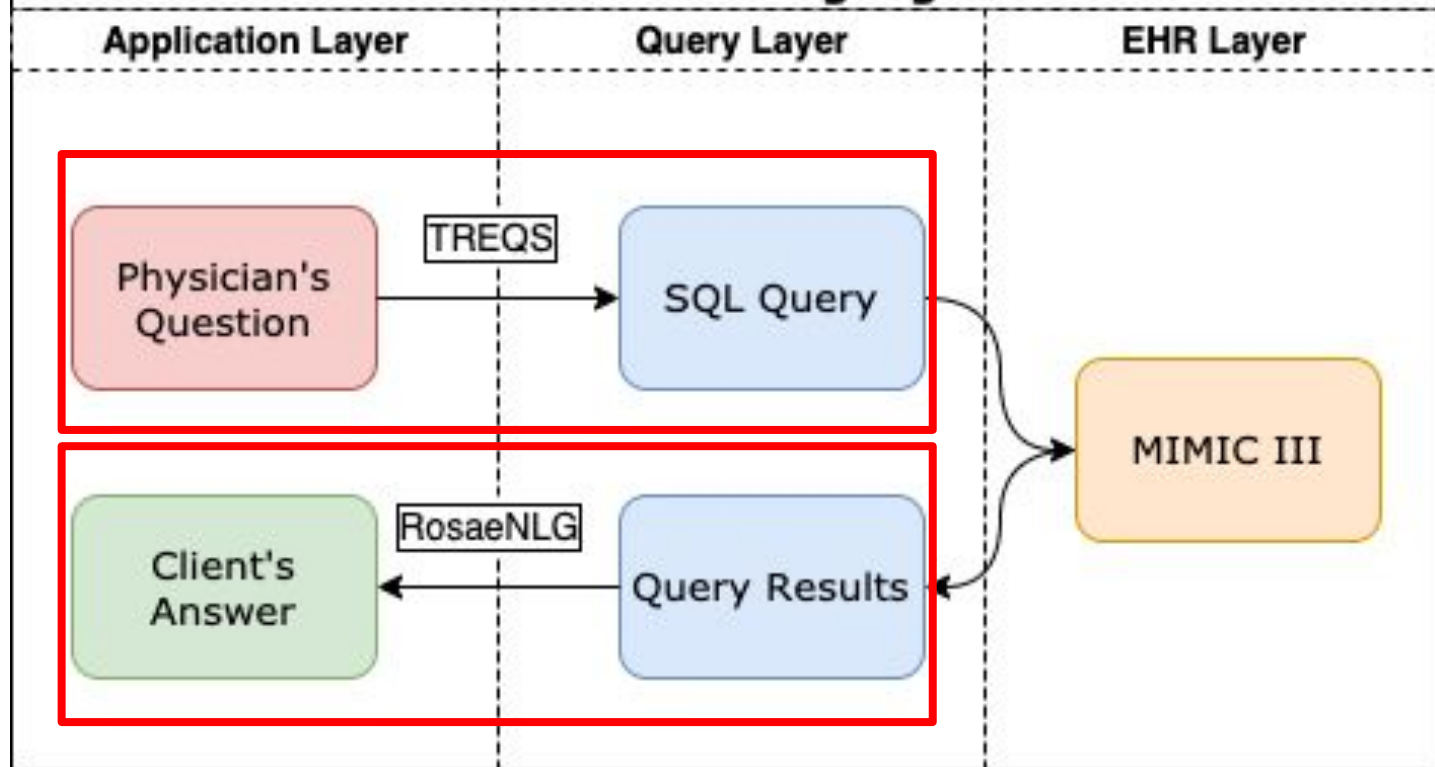 Application Layer
Query Layer
EHR Layer
Physician's
Question
TREQS
SQL Query
MIMIC III
Client's
Answer
RosaeNLG
Query Results